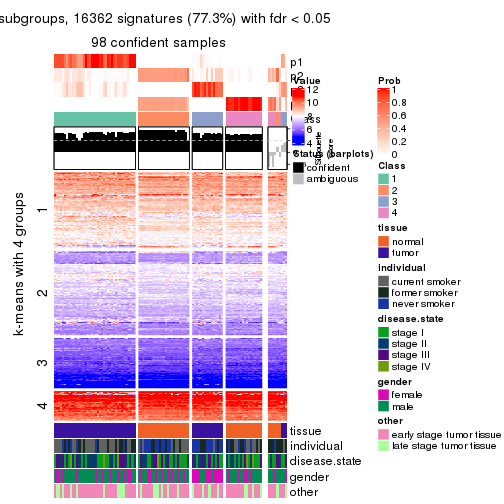 subgroups, 16362 signatures (77.3%) with fdr < 0.05
98 confident samples
p1
p2
Value
12
10
8
6
4
Prob
1
0.8
0.6
0.4
0.2
0
Status (barplots)
confident
ambiguous
Class
1
2
3
4
tissue
normal
tumor
individual
current smoker
former smoker
never smoker
disease.state
stage I
stage II
stage III
stage IV
gender
female
male
other
early stage tumor tissue
late stage tumor tissue
k-means with 4 groups
1
2
3
4
tissue
individual
disease.state
gender
other